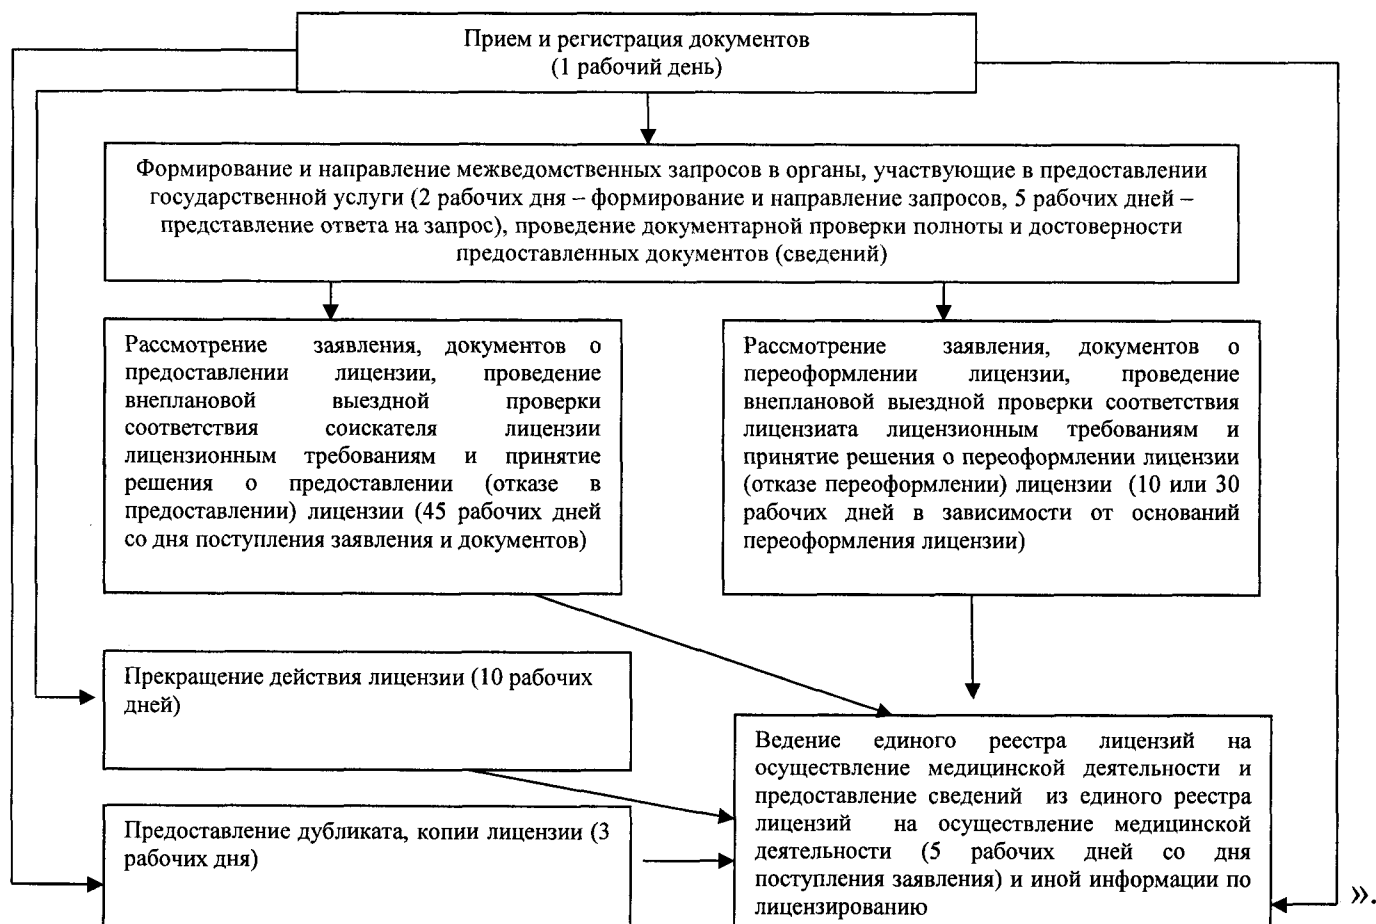 Прием и регистрация документов
(1 рабочий день)
Формирование и направление межведомственных запросов в органы, участвующие в предоставлении
государственной услуги (2 рабочих дня – формирование и направление запросов, 5 рабочих дней –
представление ответа на запрос), проведение документарной проверки полноты и достоверности
предоставленных документов (сведений)
Рассмотрение заявления, документов о
предоставлении лицензии, проведение
внеплановой выездной проверки
соответствия соискателя лицензии
лицензионным требованиям и принятие
решения о предоставлении (отказе в
предоставлении) лицензии (45 рабочих дней
со дня поступления заявления и документов)
Рассмотрение заявления, документов о
переоформлении лицензии, проведение
внеплановой выездной проверки соответствия
лицензиата лицензионным требованиям и
принятие решения о переоформлении лицензии
(отказе переоформлении) лицензии (10 или 30
рабочих дней в зависимости от оснований
переоформления лицензии)
Прекращение действия лицензии (10 рабочих
дней)
Предоставление дубликата, копии лицензии (3
рабочих дня)
Ведение единого реестра лицензий на
осуществление медицинской деятельности и
предоставление сведений из единого реестра
лицензий на осуществление медицинской
деятельности (5 рабочих дней со дня
поступления заявления) и иной информации по
лицензированию
».